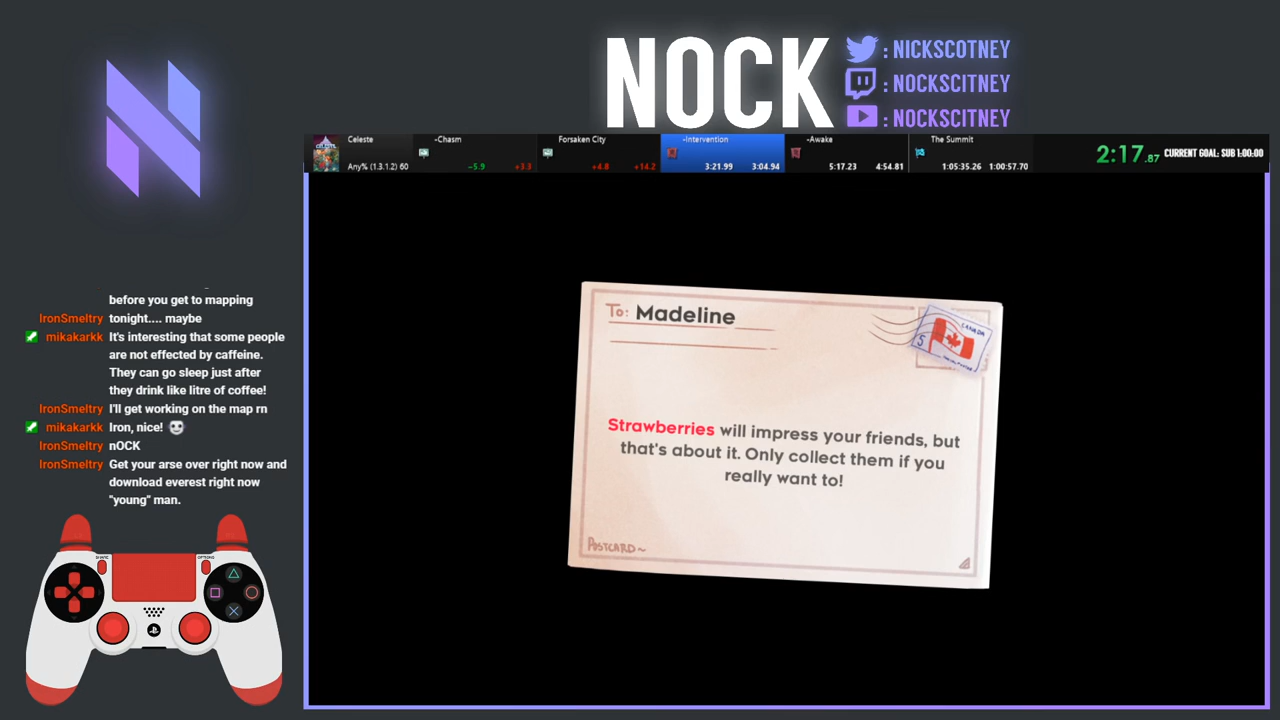 NOCK
: NICKSCOTNEY
: NOCKSCITNEY
: NOCKSCITNEY
Celeste
Any% (1.3.1.2) 60
-Chasm
-5.9 +3.3
Forsaken City
+4.8 +14.2
-Intervention
3:21.99 3:04.94
-Awake
5:17.23 4:54.81
The Summit
1:05:35.26 1:00:57.70
2:17.87
CURRENT GOAL: SUB 1:00:00
before you get to mapping
IronSmeltry tonight.... maybe
mikakarkk It's interesting that some people
are not effected by caffeine.
They can go sleep just after
they drink like litre of coffee!
IronSmeltry I'll get working on the map rn
mikakarkk Iron, nice!
IronSmeltry nOCK
IronSmeltry Get your arse over right now and
download everest right now
"young" man.
To: Madeline
CANADA
5
Strawberries will impress your friends, but
that's about it. Only collect them if you
really want to!
POSTCARD~
SHARE
OPTIONS